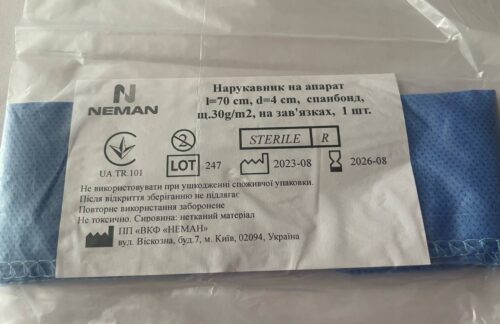 NEMAN
Нарукавник на апарат
l=70 cm, d=4 cm, спанбонд,
щ.30g/m2, на зав'язках, 1 шт.
UA TR 101
2
STERILE R
LOT 247
2023-08
2026-08
Не використовувати при ушкодженні споживчої упаковки.
Після відкриття зберіганню не підлягає
Повторне використання заборонене
Не токсично. Сировина: нетканий матеріал
ПП «ВКФ «НЕМАН»
вул. Віскозна, буд.7, м. Київ, 02094, Україна